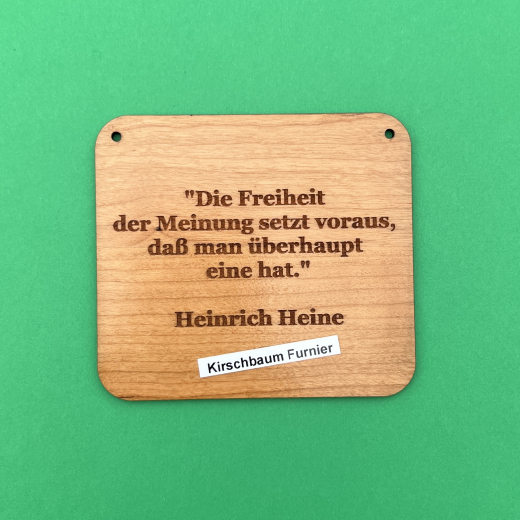 "Die Freiheit
der Meinung setzt voraus,
daß man überhaupt
eine hat."
Heinrich Heine
Kirschbaum Furnier